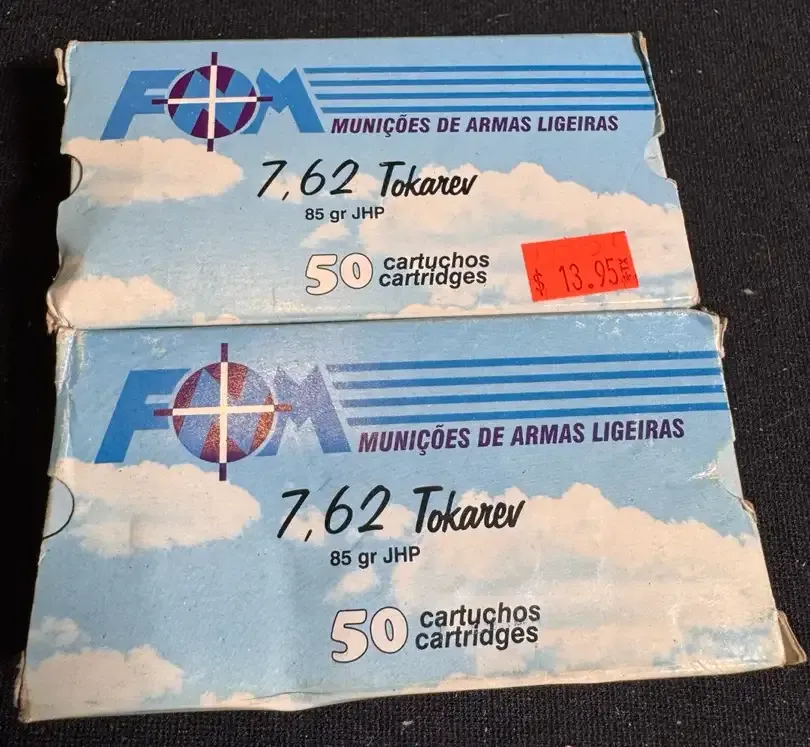 FNM
MUNIÇÕES DE ARMAS LIGEIRAS
7,62 Tokarev
85 gr JHP
50 cartuchos
cartridges
$ 13.95
FNM
MUNIÇÕES DE ARMAS LIGEIRAS
7,62 Tokarev
85 gr JHP
50 cartuchos
cartridges